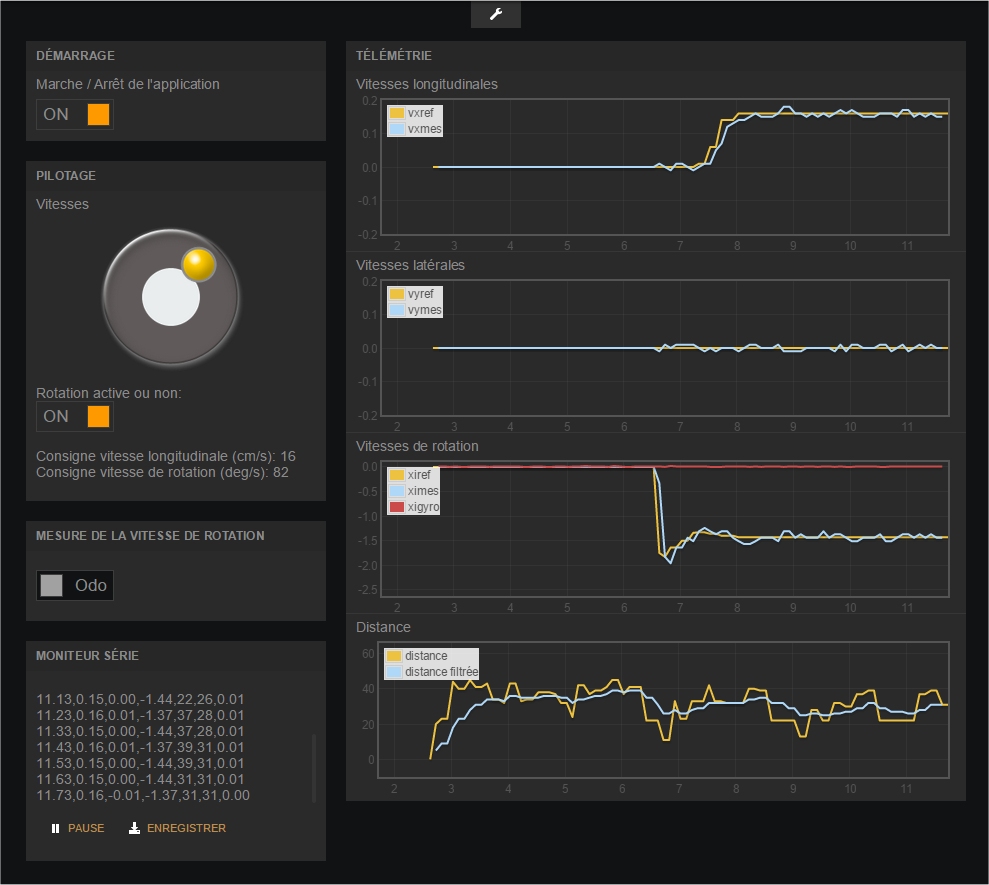 DÉMARRAGE
Marche / Arrêt de l'application
ON
PILOTAGE
Vitesses
Rotation active ou non:
ON
Consigne vitesse longitudinale (cm/s): 16
Consigne vitesse de rotation (deg/s): 82
MESURE DE LA VITESSE DE ROTATION
Odo
MONITEUR SÉRIE
11.13,0.15,0.00,-1.44,22,26,0.01
11.23,0.16,0.01,-1.37,37,28,0.01
11.33,0.15,0.00,-1.44,37,28,0.01
11.43,0.16,0.01,-1.37,39,31,0.01
11.53,0.15,0.00,-1.44,39,31,0.01
11.63,0.15,0.00,-1.44,31,31,0.01
11.73,0.16,-0.01,-1.37,31,31,0.00
PAUSE ENREGISTRER
TÉLÉMÉTRIE
Vitesses longitudinales
vxref
vxmes
0.2
0.1
0.0
-0.1
-0.2
2 3 4 5 6 7 8 9 10 11
Vitesses latérales
vyref
vymes
0.2
0.1
0.0
-0.1
-0.2
2 3 4 5 6 7 8 9 10 11
Vitesses de rotation
xiref
ximes
xigyro
0.0
-0.5
-1.0
-1.5
-2.0
-2.5
2 3 4 5 6 7 8 9 10 11
Distance
distance
distance filtrée
60
40
20
0
2 3 4 5 6 7 8 9 10 11